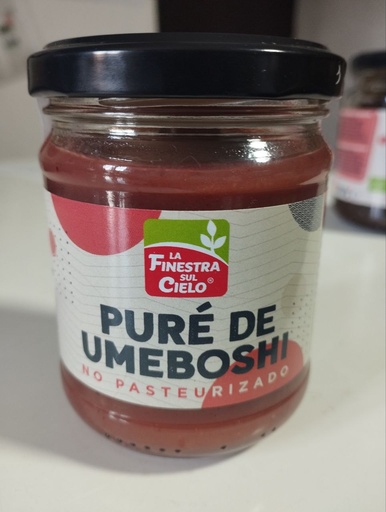 LA
FINESTRA
SUL
CIELO®
PURÉ DE
UMEBOSHI
NO PASTEURIZADO